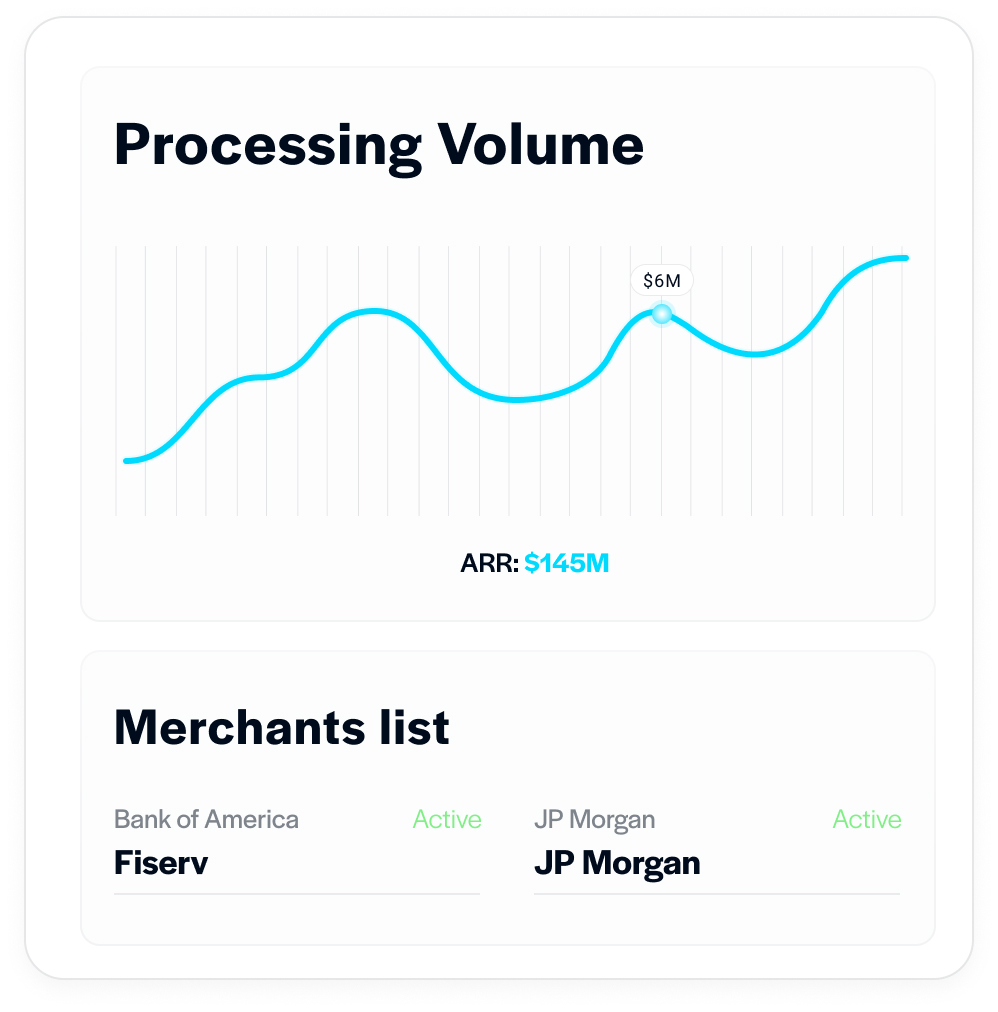 Processing Volume
$6M
ARR: $145M
Merchants list
Bank of America Active
Fiserv
JP Morgan Active
JP Morgan